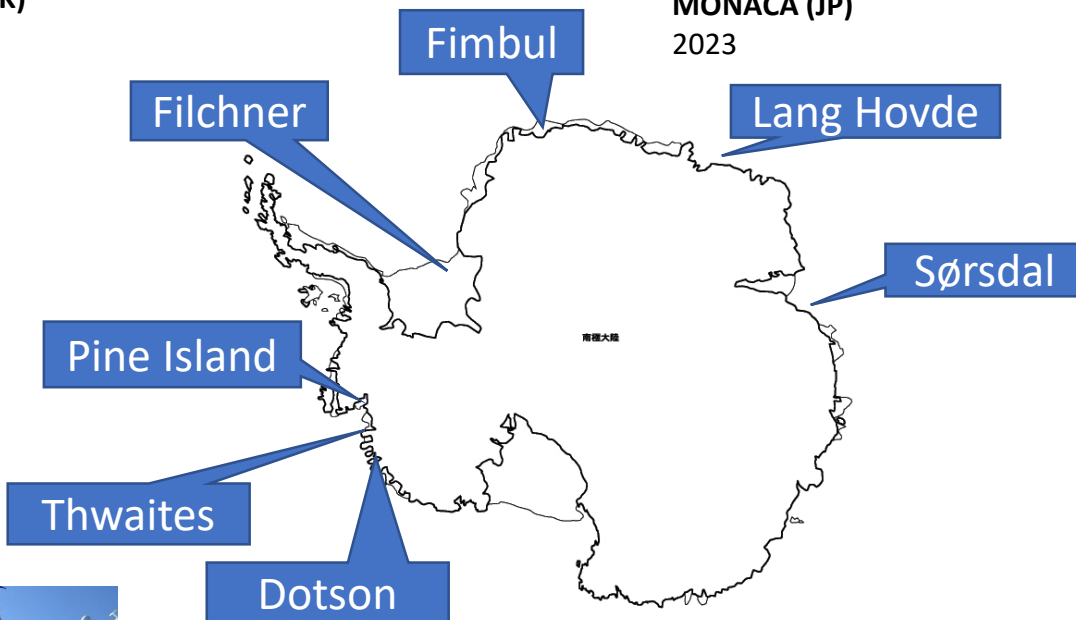 R)
MONACA (JP)
2023
Fimbul
Filchner
Lang Hovde
Sørsdal
南極大陸
Pine Island
Thwaites
Dotson